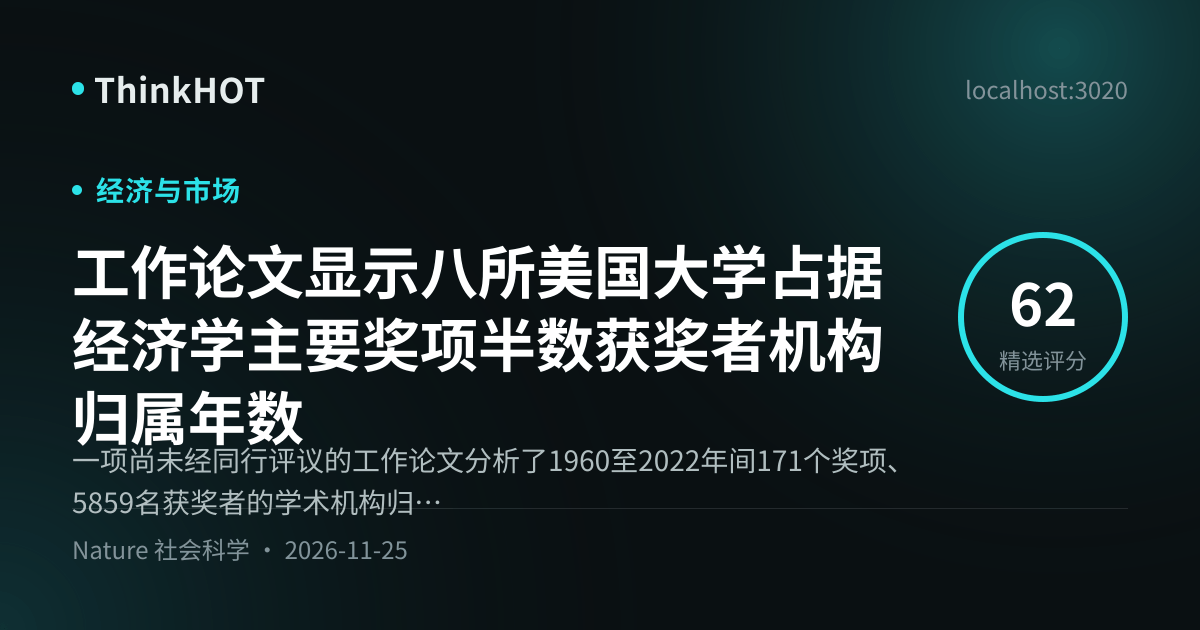 ThinkHOT
localhost:3020
经济与市场
工作论文显示八所美国大学占据
经济学主要奖项半数获奖者机构
归属年数
62
精选评分
一项尚未经同行评议的工作论文分析了1960至2022年间171个奖项、
5859名获奖者的学术机构归…
Nature 社会科学 · 2026-11-25